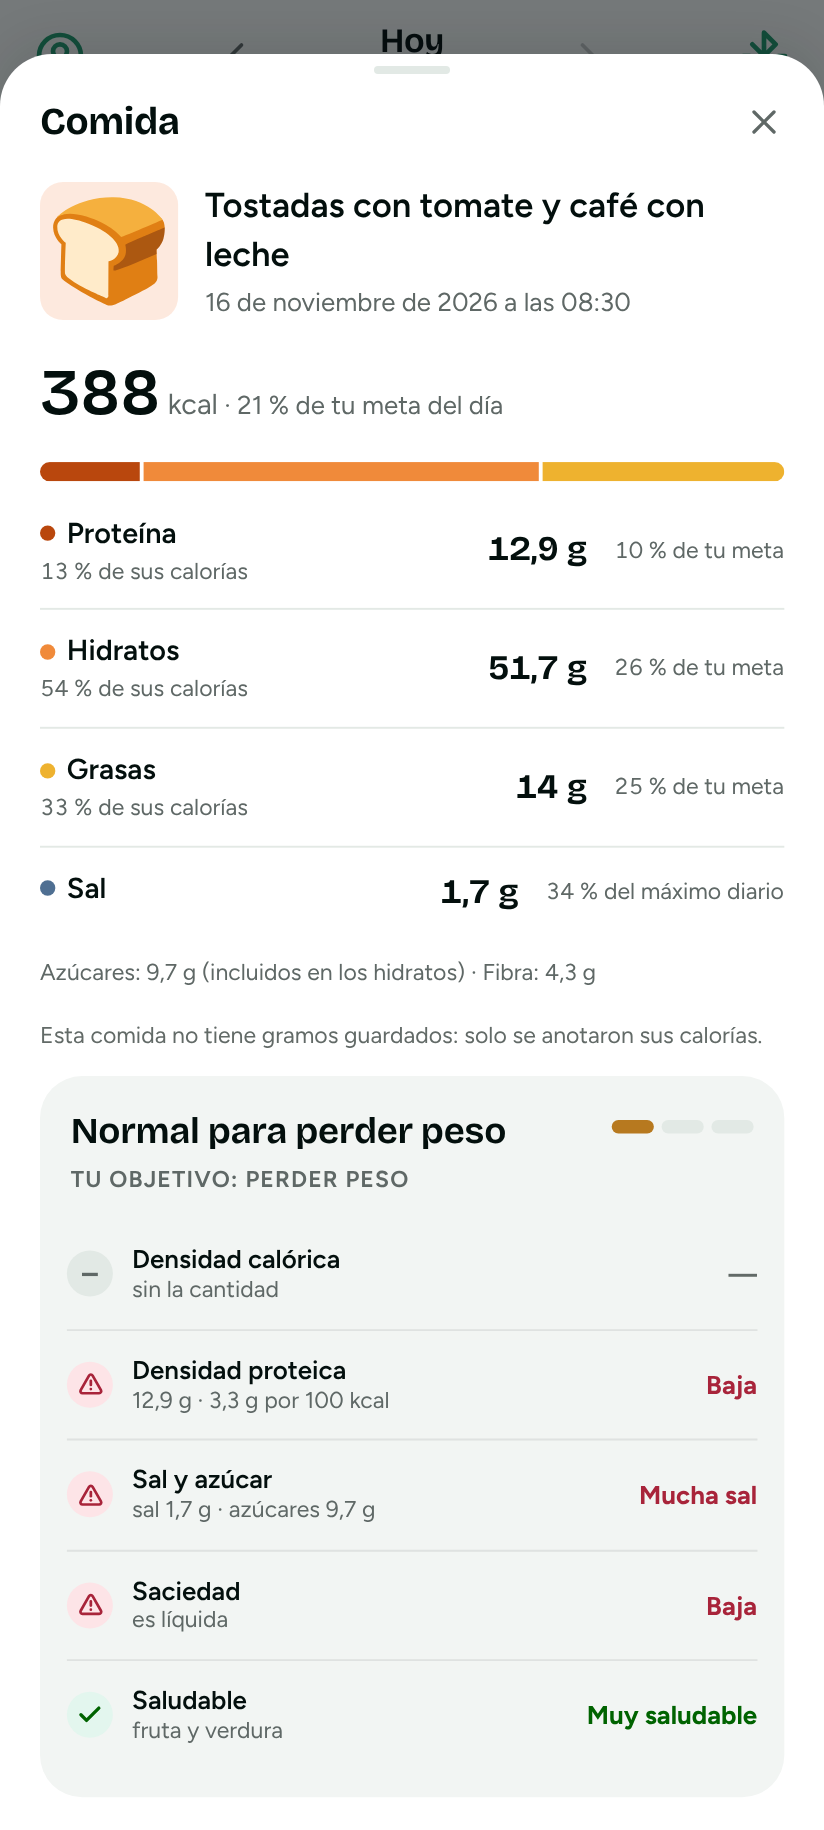 Hoy
Comida
Tostadas con tomate y café con
leche
16 de noviembre de 2026 a las 08:30
388 kcal · 21 % de tu meta del día
Proteína
13 % de sus calorías
12,9 g
10 % de tu meta
Hidratos
54 % de sus calorías
51,7 g
26 % de tu meta
Grasas
33 % de sus calorías
14 g
25 % de tu meta
Sal
1,7 g
34 % del máximo diario
Azúcares: 9,7 g (incluidos en los hidratos) · Fibra: 4,3 g
Esta comida no tiene gramos guardados: solo se anotaron sus calorías.
Normal para perder peso
TU OBJETIVO: PERDER PESO
Densidad calórica
sin la cantidad
—
Densidad proteica
12,9 g · 3,3 g por 100 kcal
Baja
Sal y azúcar
sal 1,7 g · azúcares 9,7 g
Mucha sal
Saciedad
es líquida
Baja
Saludable
fruta y verdura
Muy saludable